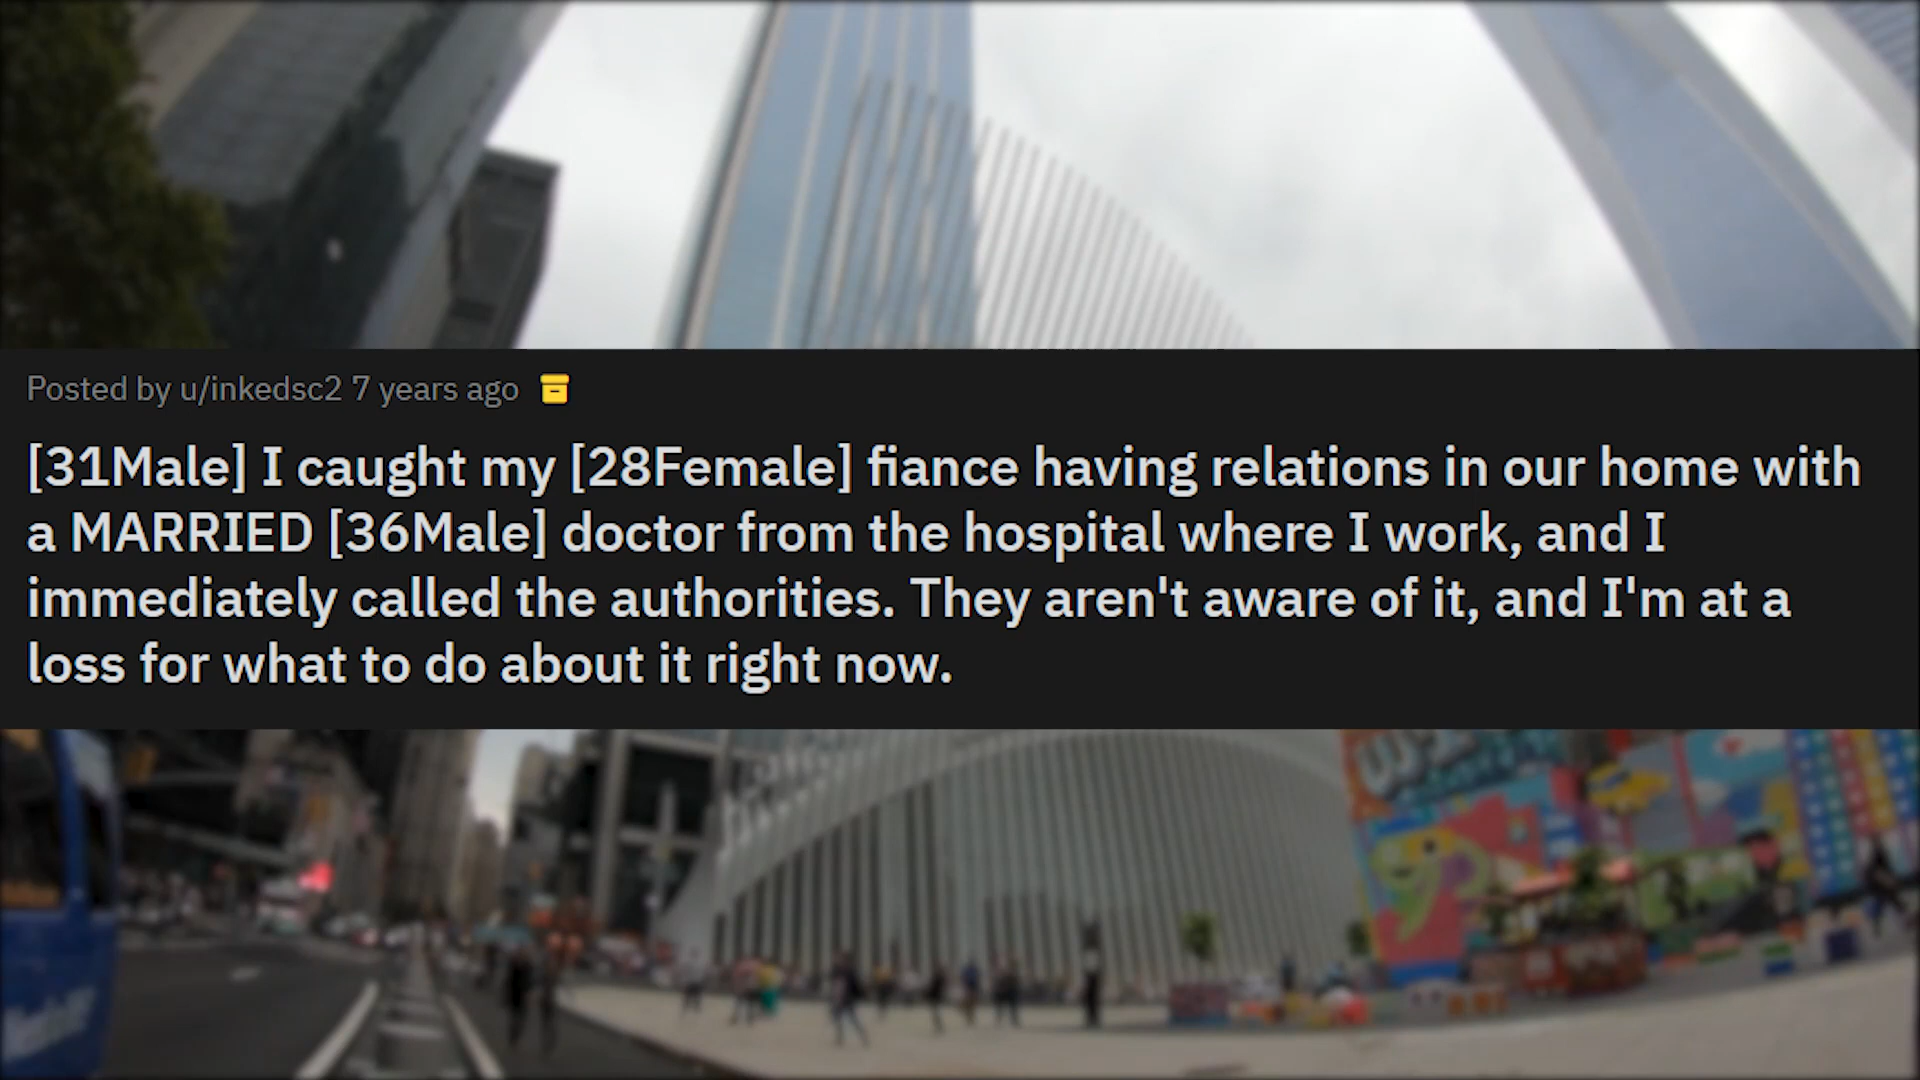 Posted by u/inkedsc2 7 years ago
[31Male] I caught my [28Female] fiance having relations in our home with
a MARRIED [36Male] doctor from the hospital where I work, and I
immediately called the authorities. They aren't aware of it, and I'm at a
loss for what to do about it right now.